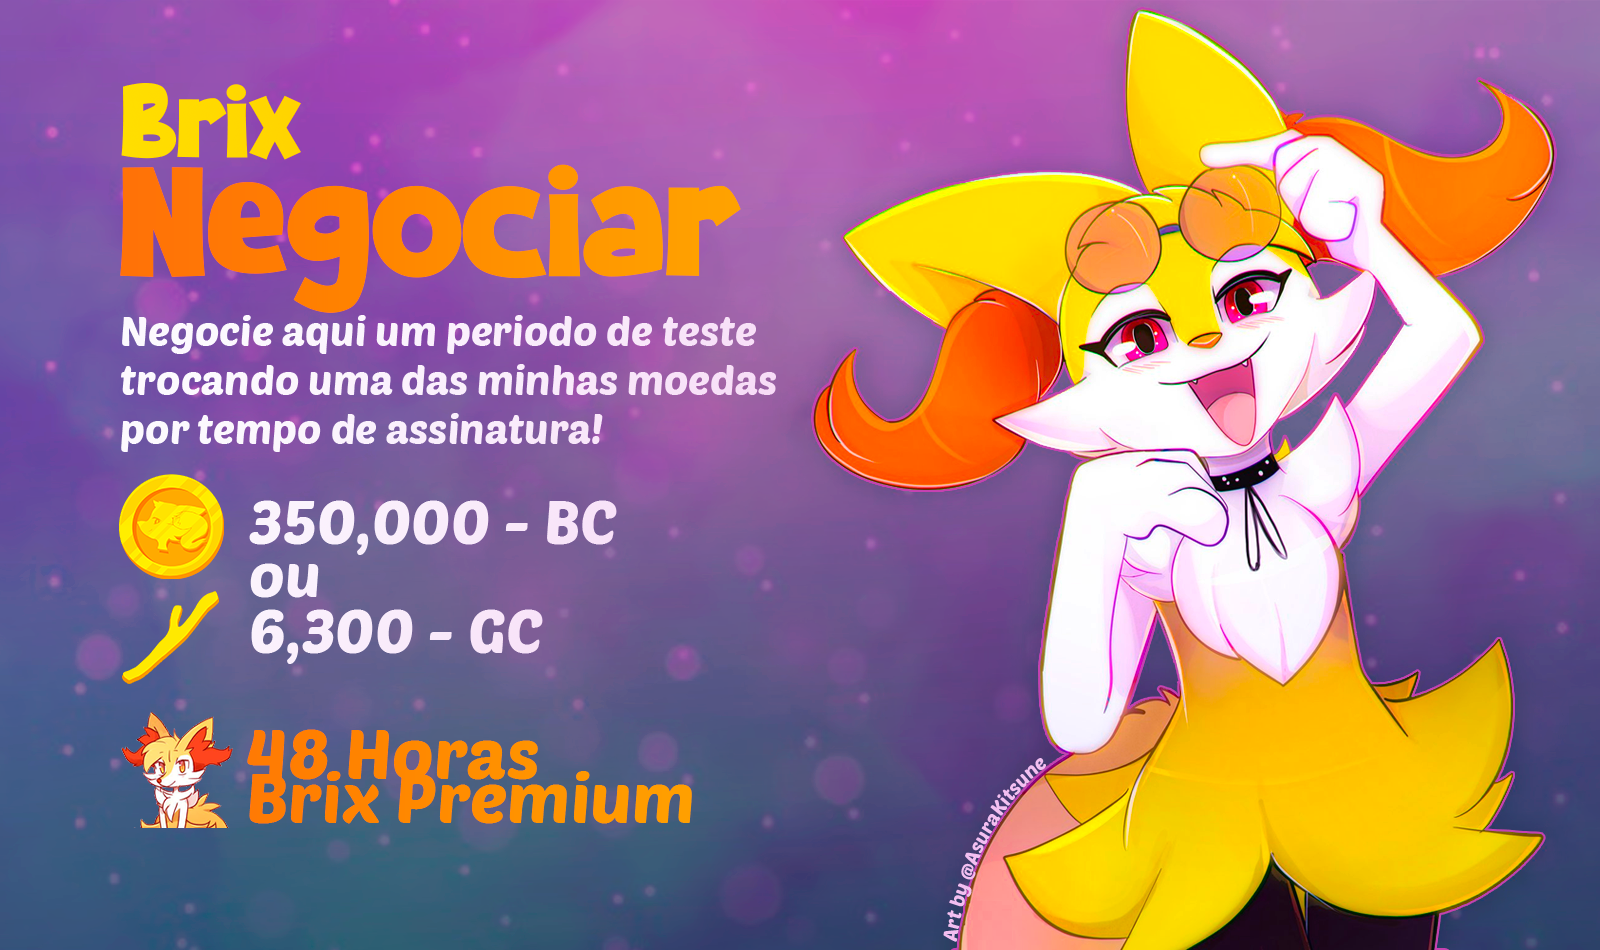 Brix
Negociar
Negocie aqui um periodo de teste
trocando uma das minhas moedas
por tempo de assinatura!
350,000 - BC
ou
6,300 - GC
48 Horas
Brix Premium
Art by @AsuraKitsune